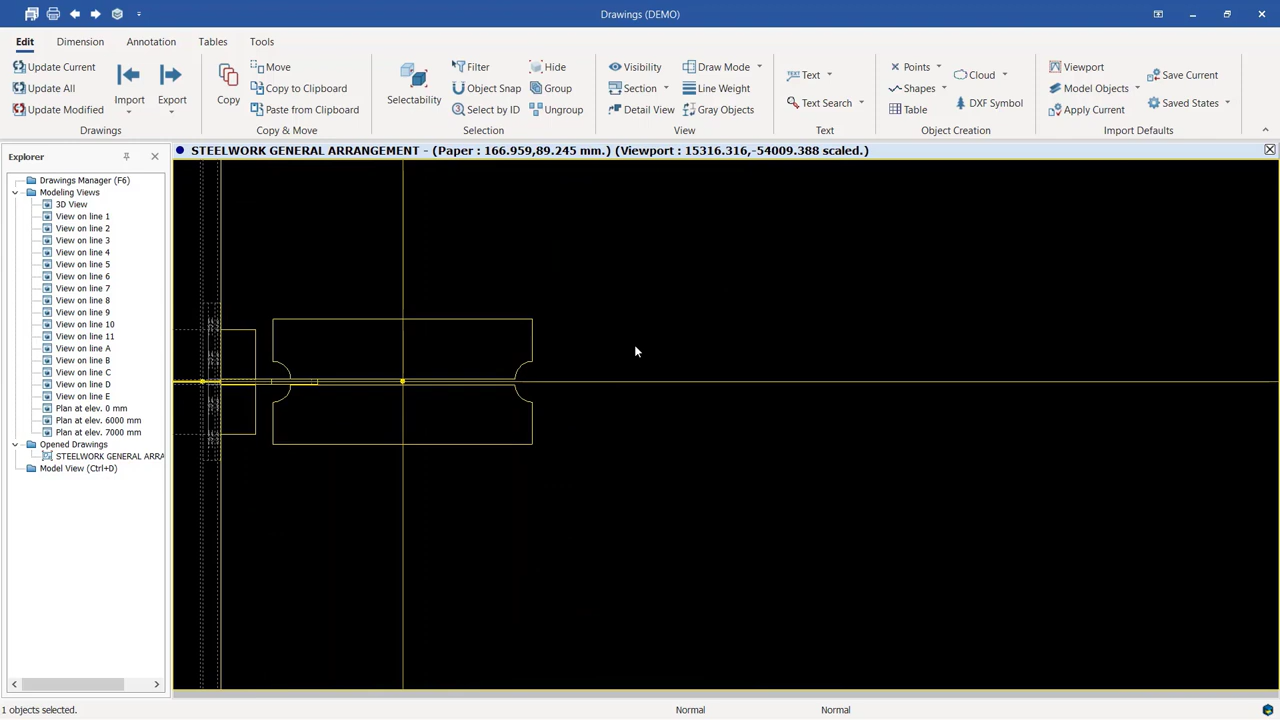 Drawings (DEMO)
Edit
Dimension
Annotation
Tables
Tools
Update Current
Update All
Update Modified
Import
Export
Drawings
Copy
Move
Copy to Clipboard
Paste from Clipboard
Copy & Move
Selectability
Filter
Object Snap
Select by ID
Hide
Group
Ungroup
Selection
Visibility
Section
Detail View
Draw Mode
Line Weight
Gray Objects
View
Text
Text Search
Text
Points
Shapes
Table
Cloud
DXF Symbol
Object Creation
Viewport
Model Objects
Apply Current
Save Current
Saved States
Import Defaults
Explorer
STEELWORK GENERAL ARRANGEMENT - (Paper : 166.959,89.245 mm.) (Viewport : 15316.316,-54009.388 scaled.)
Drawings Manager (F6)
Modeling Views
3D View
View on line 1
View on line 2
View on line 3
View on line 4
View on line 5
View on line 6
View on line 7
View on line 8
View on line 9
View on line 10
View on line 11
View on line A
View on line B
View on line C
View on line D
View on line E
Plan at elev. 0 mm
Plan at elev. 6000 mm
Plan at elev. 7000 mm
Opened Drawings
STEELWORK GENERAL ARRA
Model View (Ctrl+D)
1 objects selected.
Normal
Normal